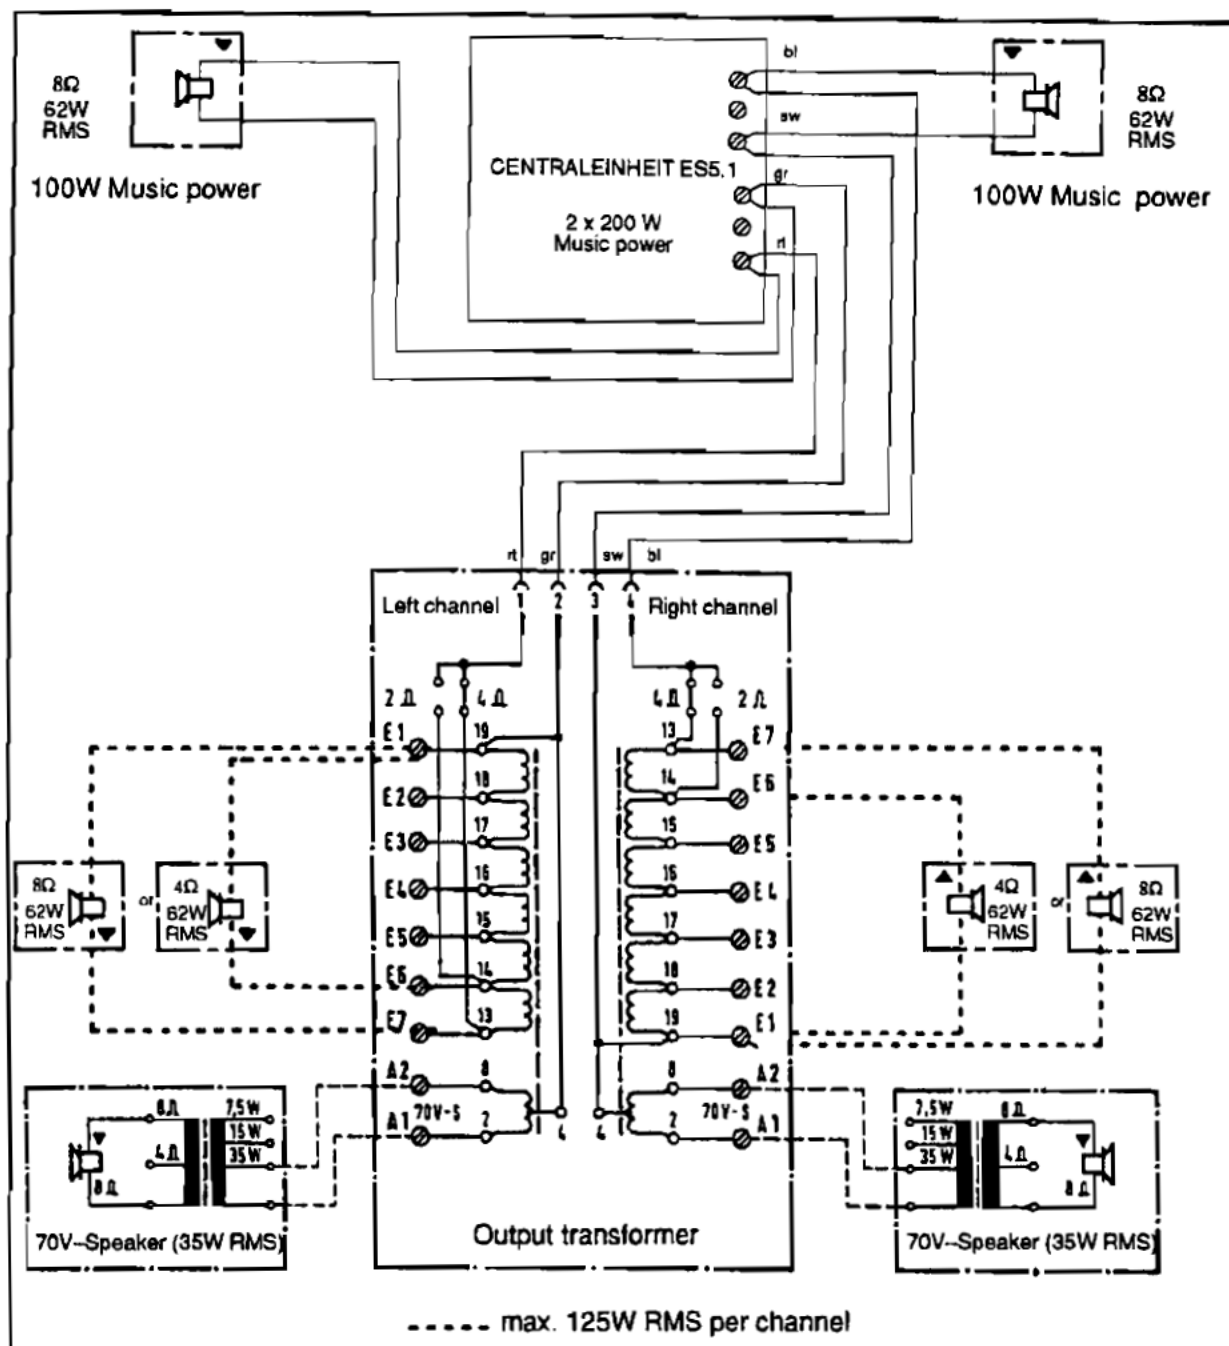 8Ω
62W
RMS
100W Music power
bl
sw
CENTRALEINHEIT ES5.1
gr
2 x 200 W
Music power
rt
8Ω
62W
RMS
100W Music power
rt gr sw bl
Left channel
1 2 3 4
Right channel
2 Ω 4 Ω
4 Ω 2 Ω
E1 19
E2 18
E3 17
E4 16
E5 15
E6 14
E7 13
A2 8
70V-S
A1 2
4
13 E7
14 E6
15 E5
16 E4
17 E3
18 E2
19 E1
8 A2
70V-S
2 A1
4
8Ω
62W
RMS
or
4Ω
62W
RMS
4Ω
62W
RMS
or
8Ω
62W
RMS
8Ω 7,5W
15W
4Ω 35W
8Ω
70V-Speaker (35W RMS)
7,5W 8Ω
15W
35W 4Ω
8Ω
70V-Speaker (35W RMS)
Output transformer
max. 125W RMS per channel